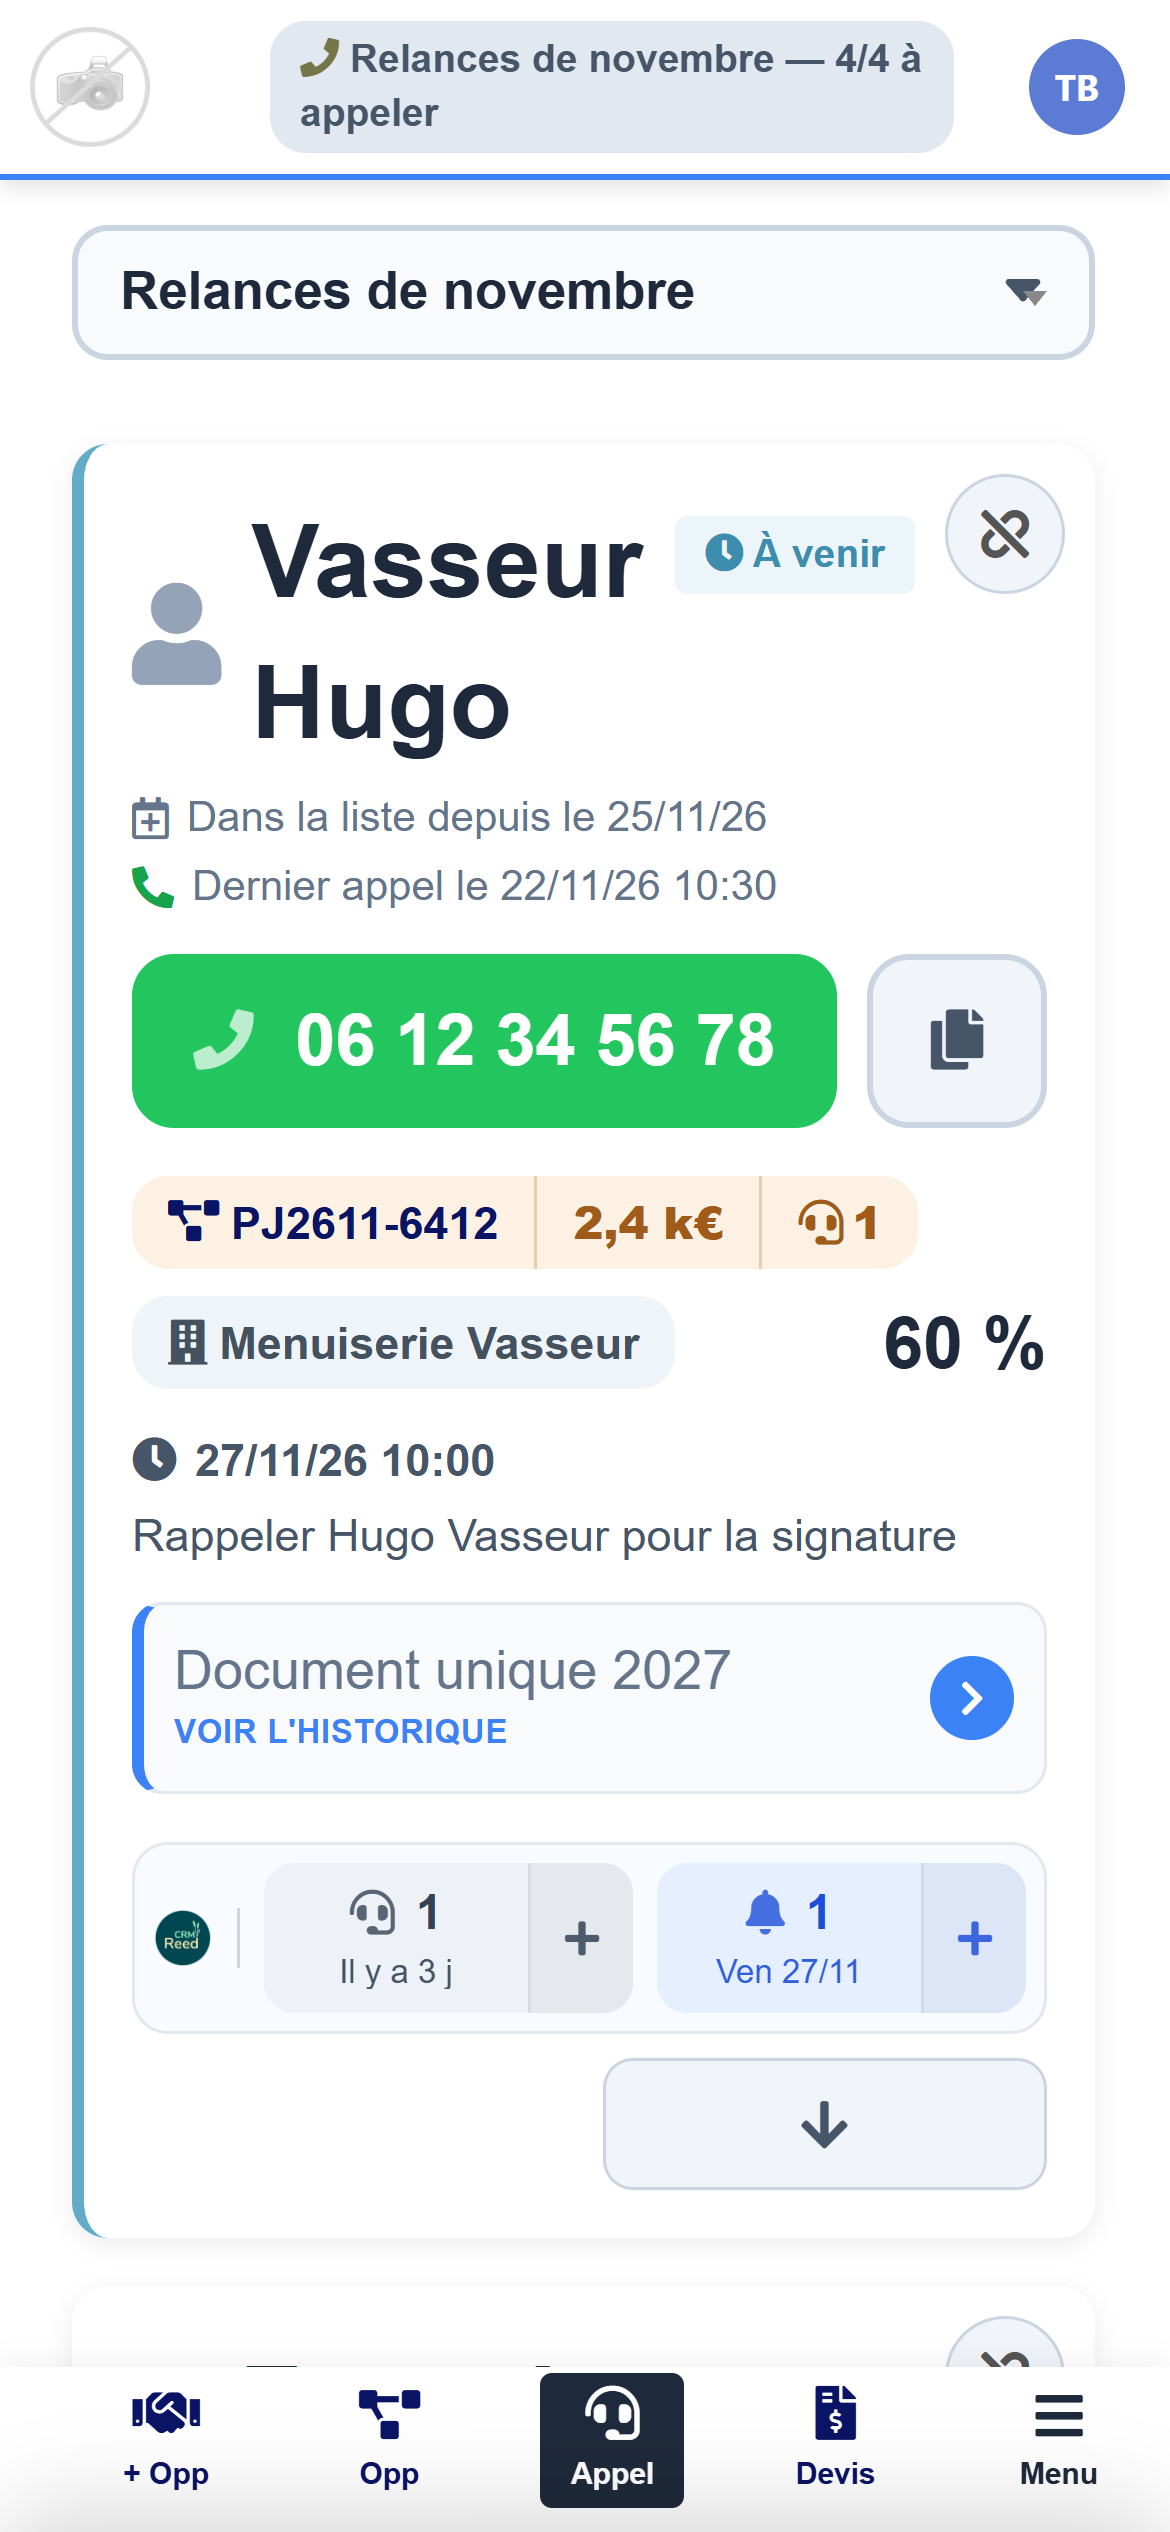 Relances de novembre — 4/4 à
appeler
TB
Relances de novembre
Vasseur
Hugo
À venir
Dans la liste depuis le 25/11/26
Dernier appel le 22/11/26 10:30
06 12 34 56 78
PJ2611-6412
2,4 k€
1
Menuiserie Vasseur
60 %
27/11/26 10:00
Rappeler Hugo Vasseur pour la signature
Document unique 2027
VOIR L'HISTORIQUE
CRM
Reed
1
Il y a 3 j
+
1
Ven 27/11
+
+ Opp
Opp
Appel
Devis
Menu